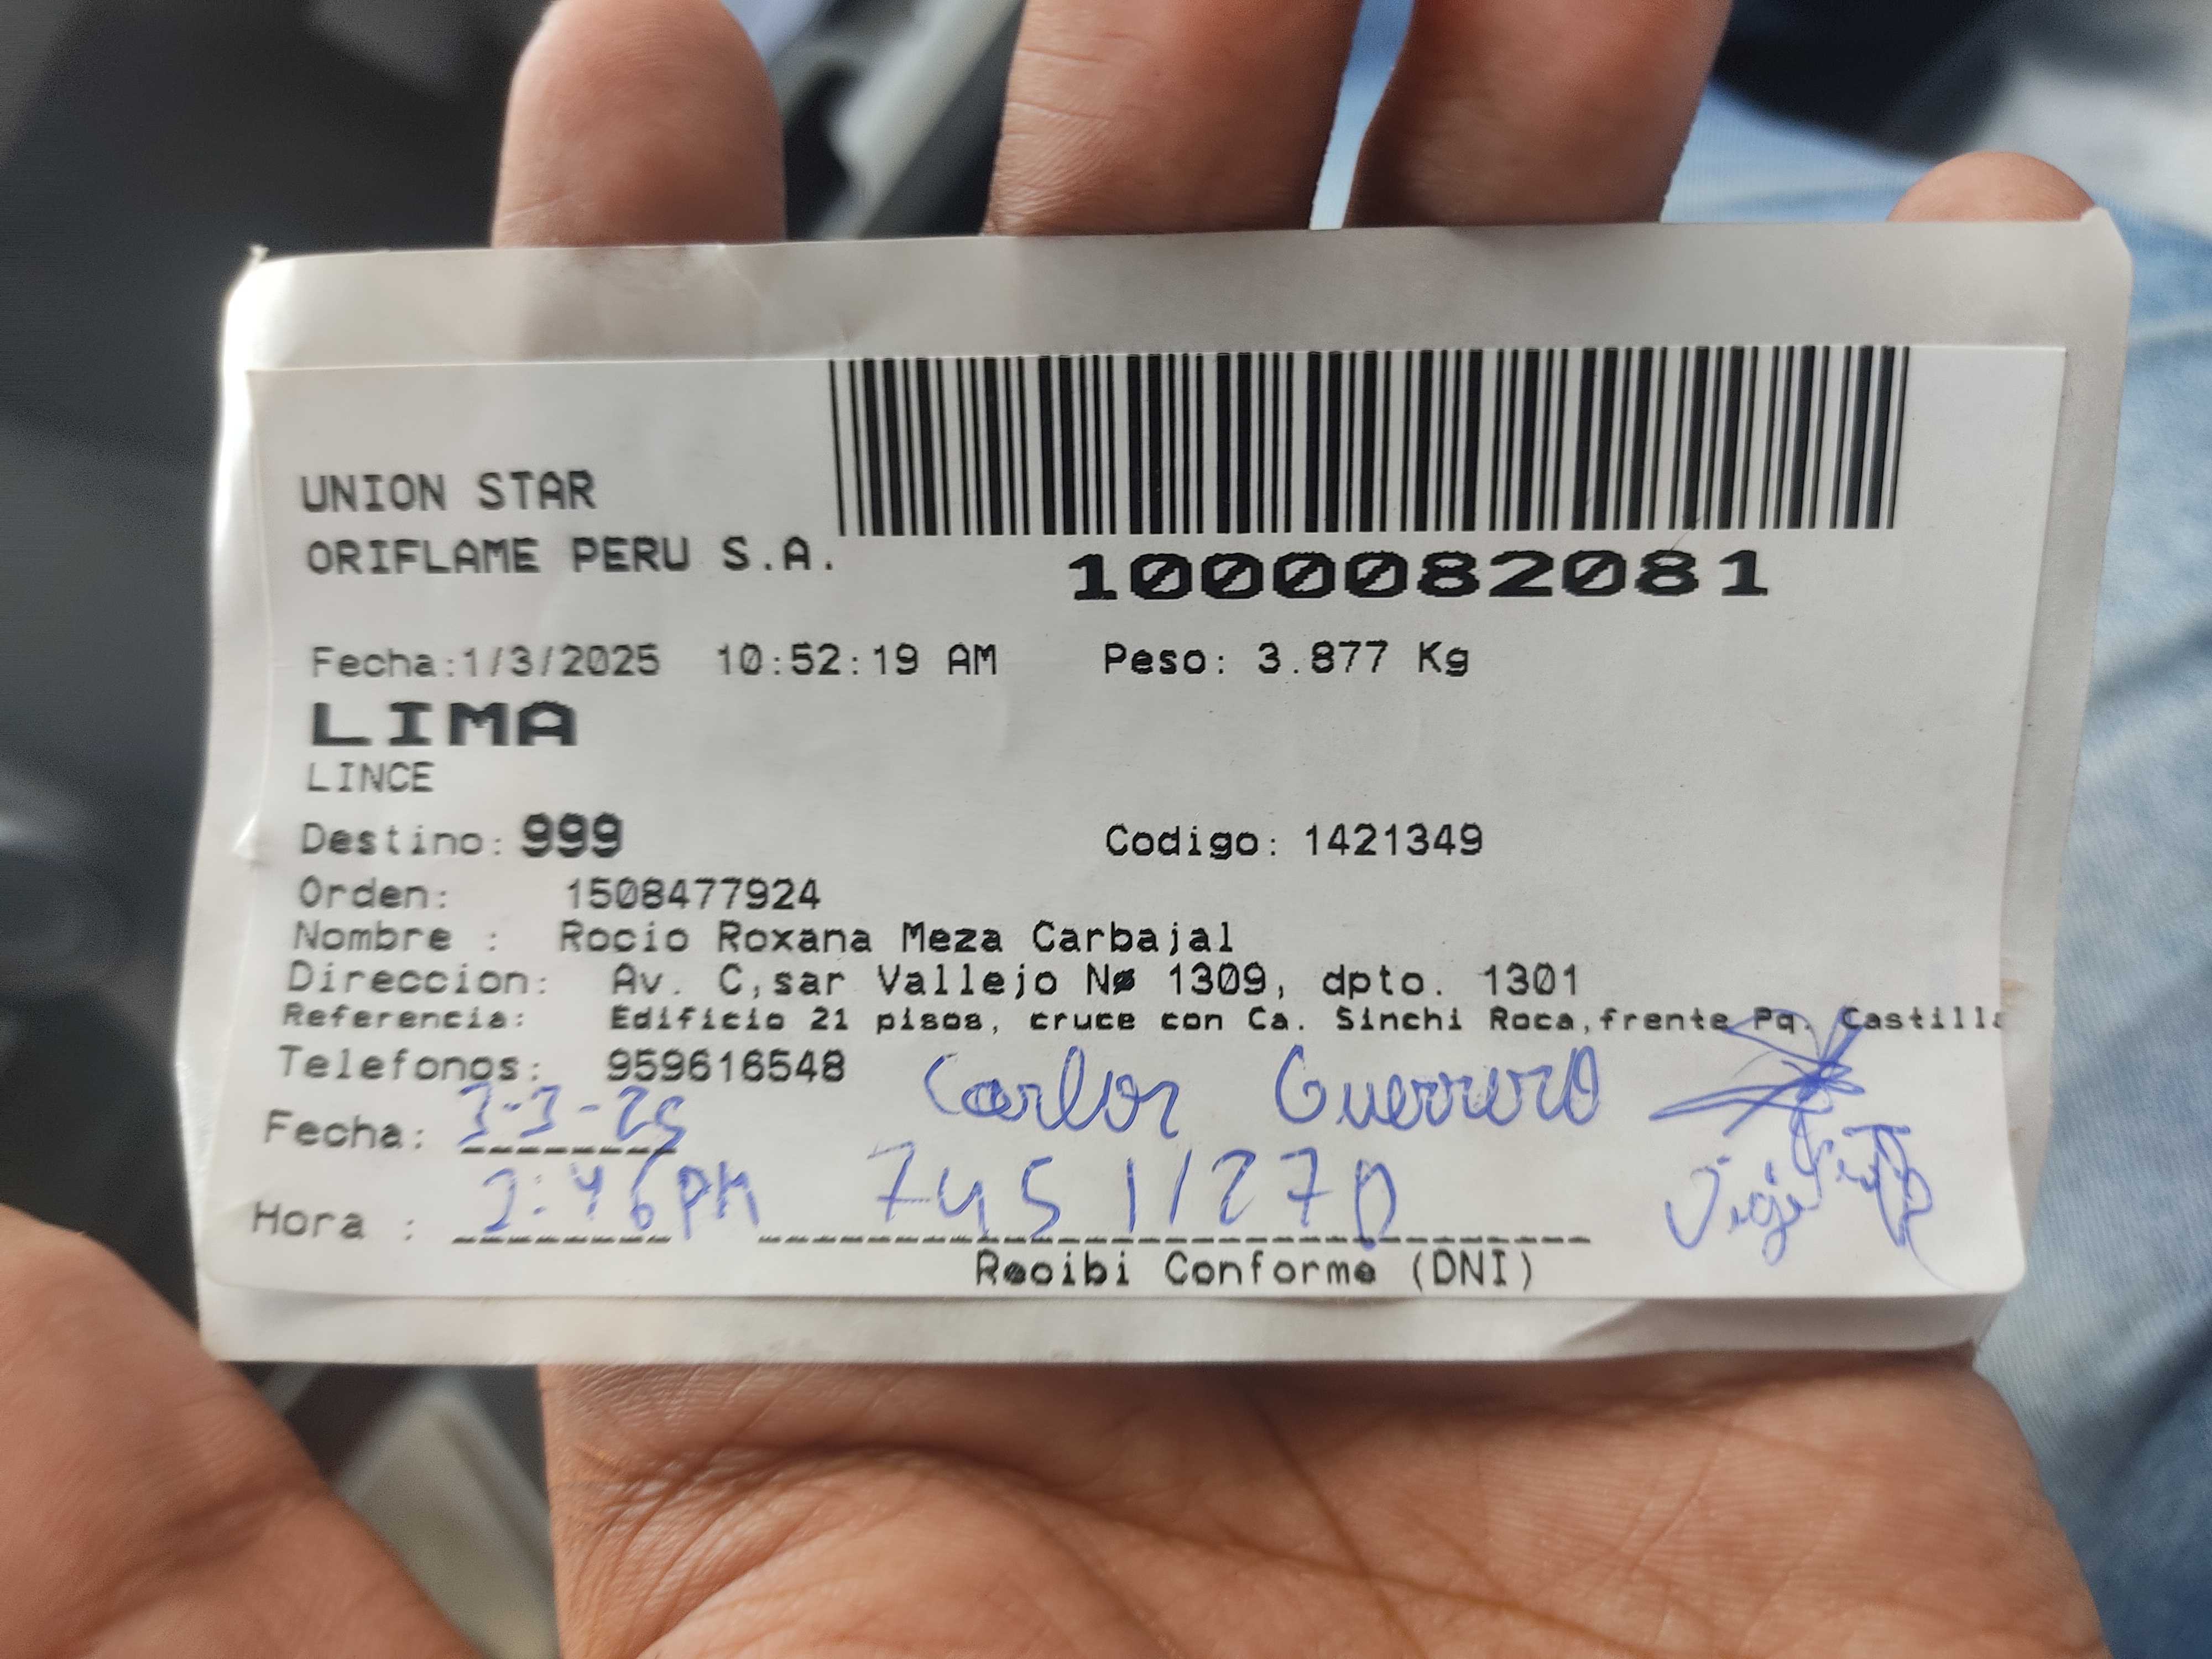 UNION STAR
ORIFLAME PERU S.A.
1000082081
Fecha:1/3/2025 10:52:19 AM Peso: 3.877 Kg
LIMA
LINCE
Destino: 999 Codigo: 1421349
Orden: 1508477924
Nombre : Rocio Roxana Meza Carbajal
Direccion: Av. C,sar Vallejo Nø 1309, dpto. 1301
Referencia: Edificio 21 pisos, cruce con Ca. Sinchi Roca,frente Pq. Castilla
Telefonos: 959616548
Carlos Guerrero
Fecha: 3-3-25
Hora : 2:46PM
Recibi Conforme (DNI)